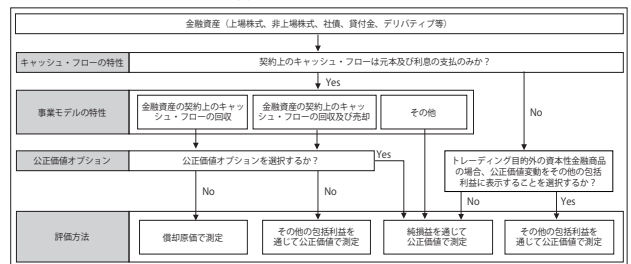 金融資産（上場株式、非上場株式、社債、貸付金、デリバティブ等）
キャッシュ・フローの特性
契約上のキャッシュ・フローは元本及び利息の支払のみか？
Yes
No
事業モデルの特性
金融資産の契約上のキャッ
シュ・フローの回収
金融資産の契約上のキャッ
シュ・フローの回収及び売却
その他
公正価値オプション
公正価値オプションを選択するか？
Yes
トレーディング目的外の資本性金融商品
の場合、公正価値変動をその他の包括
利益に表示することを選択するか？
No
No
No
Yes
評価方法
償却原価で測定
その他の包括利益を
通じて公正価値で測定
純損益を通じて
公正価値で測定
その他の包括利益を
通じて公正価値で測定